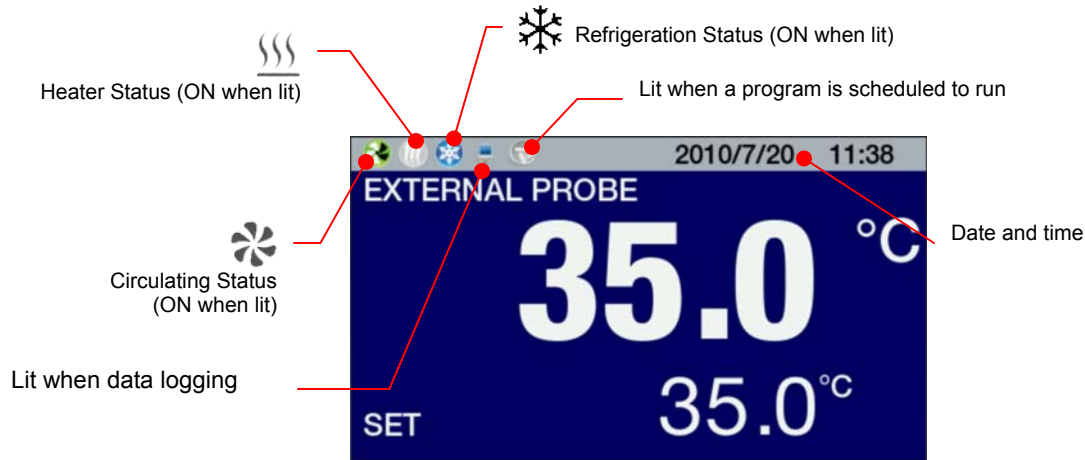 Refrigeration Status (ON when lit)
Heater Status (ON when lit)
Lit when a program is scheduled to run
2010/7/20 11:38
EXTERNAL PROBE
35.0 °C
Date and time
Circulating Status
(ON when lit)
Lit when data logging
SET 35.0°C